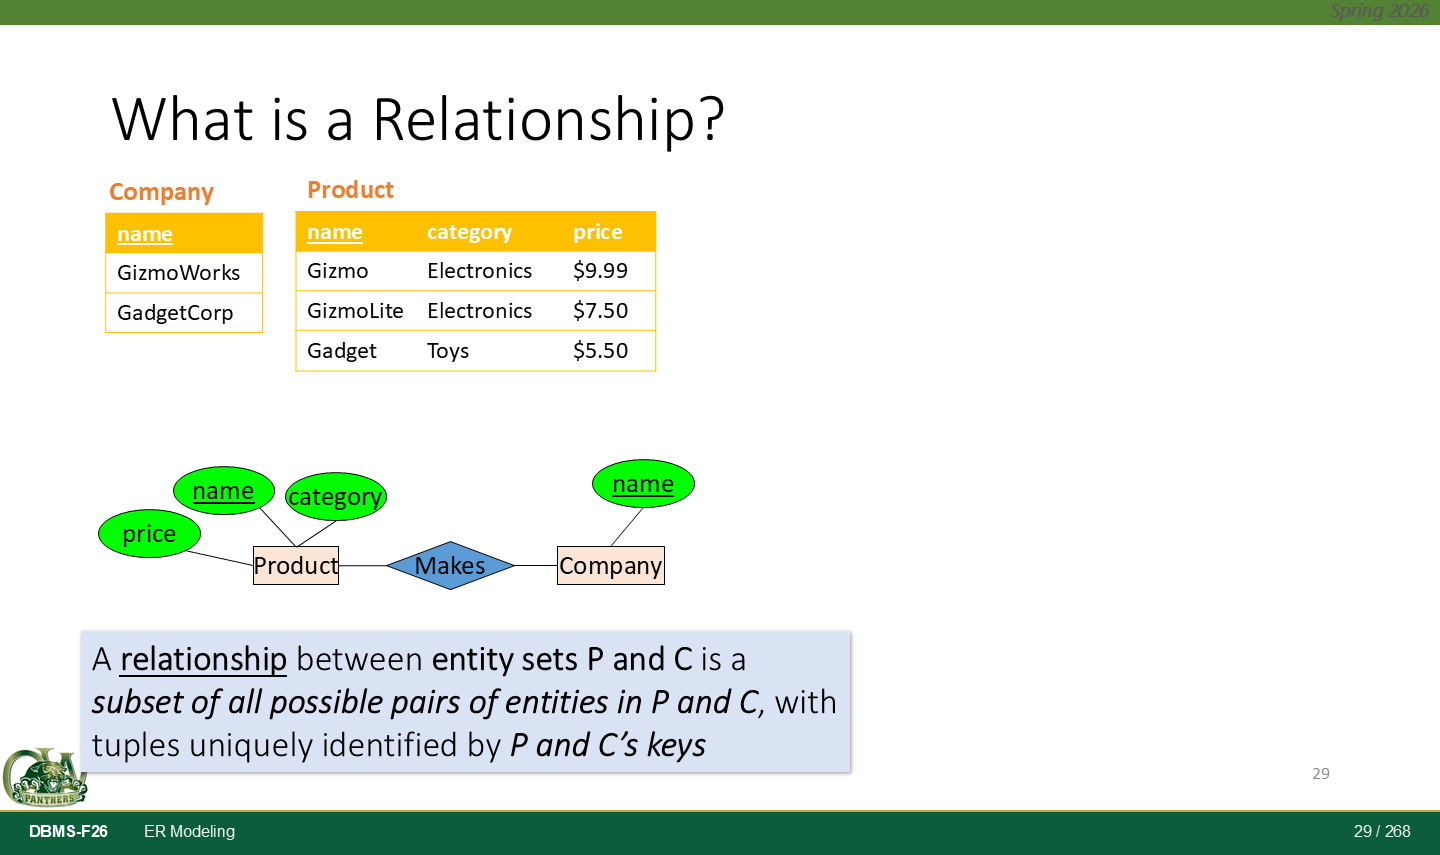 Spring 2026
What is a Relationship?
Company
Product
name
GizmoWorks
GadgetCorp
name category price
Gizmo Electronics $9.99
GizmoLite Electronics $7.50
Gadget Toys $5.50
name
category
price
name
Product
Makes
Company
A relationship between entity sets P and C is a
subset of all possible pairs of entities in P and C, with
tuples uniquely identified by P and C’s keys
PANTHERS
29
DBMS-F26 ER Modeling 29 / 268